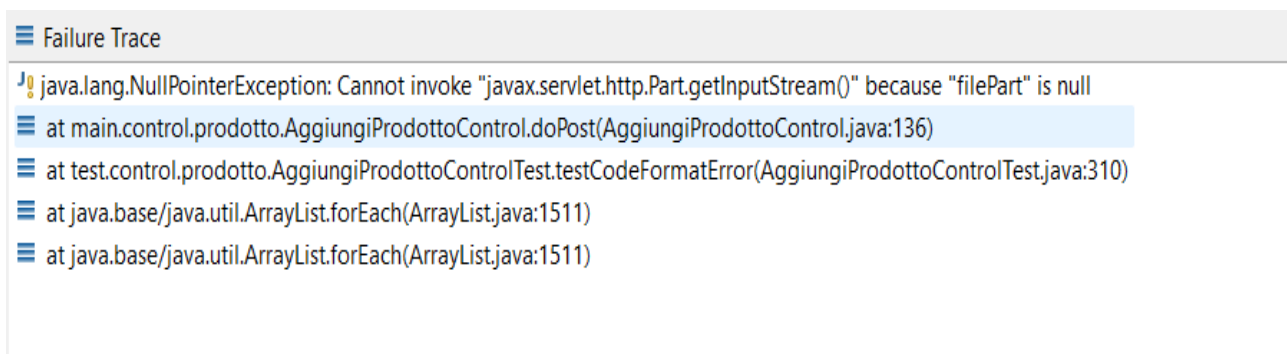 Failure Trace
java.lang.NullPointerException: Cannot invoke "javax.servlet.http.Part.getInputStream()" because "filePart" is null
at main.control.prodotto.AggiungiProdottoControl.doPost(AggiungiProdottoControl.java:136)
at test.control.prodotto.AggiungiProdottoControlTest.testCodeFormatError(AggiungiProdottoControlTest.java:310)
at java.base/java.util.ArrayList.forEach(ArrayList.java:1511)
at java.base/java.util.ArrayList.forEach(ArrayList.java:1511)